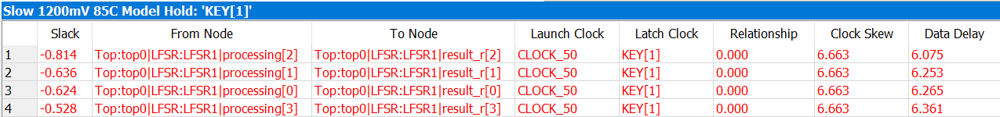 Slow 1200mV 85C Model Hold: 'KEY[1]'
Slack From Node To Node Launch Clock Latch Clock Relationship Clock Skew Data Delay
1 -0.814 Top:top0|LFSR:LFSR1|processing[2] Top:top0|LFSR:LFSR1|result_r[2] CLOCK_50 KEY[1] 0.000 6.663 6.075
2 -0.636 Top:top0|LFSR:LFSR1|processing[1] Top:top0|LFSR:LFSR1|result_r[1] CLOCK_50 KEY[1] 0.000 6.663 6.253
3 -0.624 Top:top0|LFSR:LFSR1|processing[0] Top:top0|LFSR:LFSR1|result_r[0] CLOCK_50 KEY[1] 0.000 6.663 6.265
4 -0.528 Top:top0|LFSR:LFSR1|processing[3] Top:top0|LFSR:LFSR1|result_r[3] CLOCK_50 KEY[1] 0.000 6.663 6.361